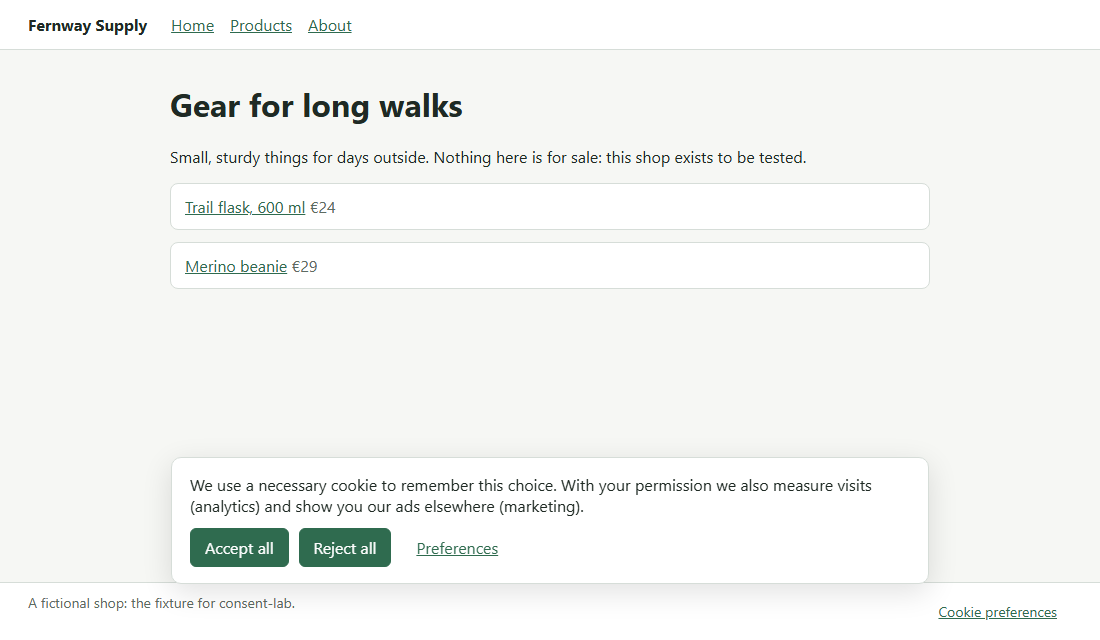 Fernway Supply Home Products About
Gear for long walks
Small, sturdy things for days outside. Nothing here is for sale: this shop exists to be tested.
Trail flask, 600 ml €24
Merino beanie €29
We use a necessary cookie to remember this choice. With your permission we also measure visits
(analytics) and show you our ads elsewhere (marketing).
Accept all Reject all Preferences
A fictional shop: the fixture for consent-lab.
Cookie preferences